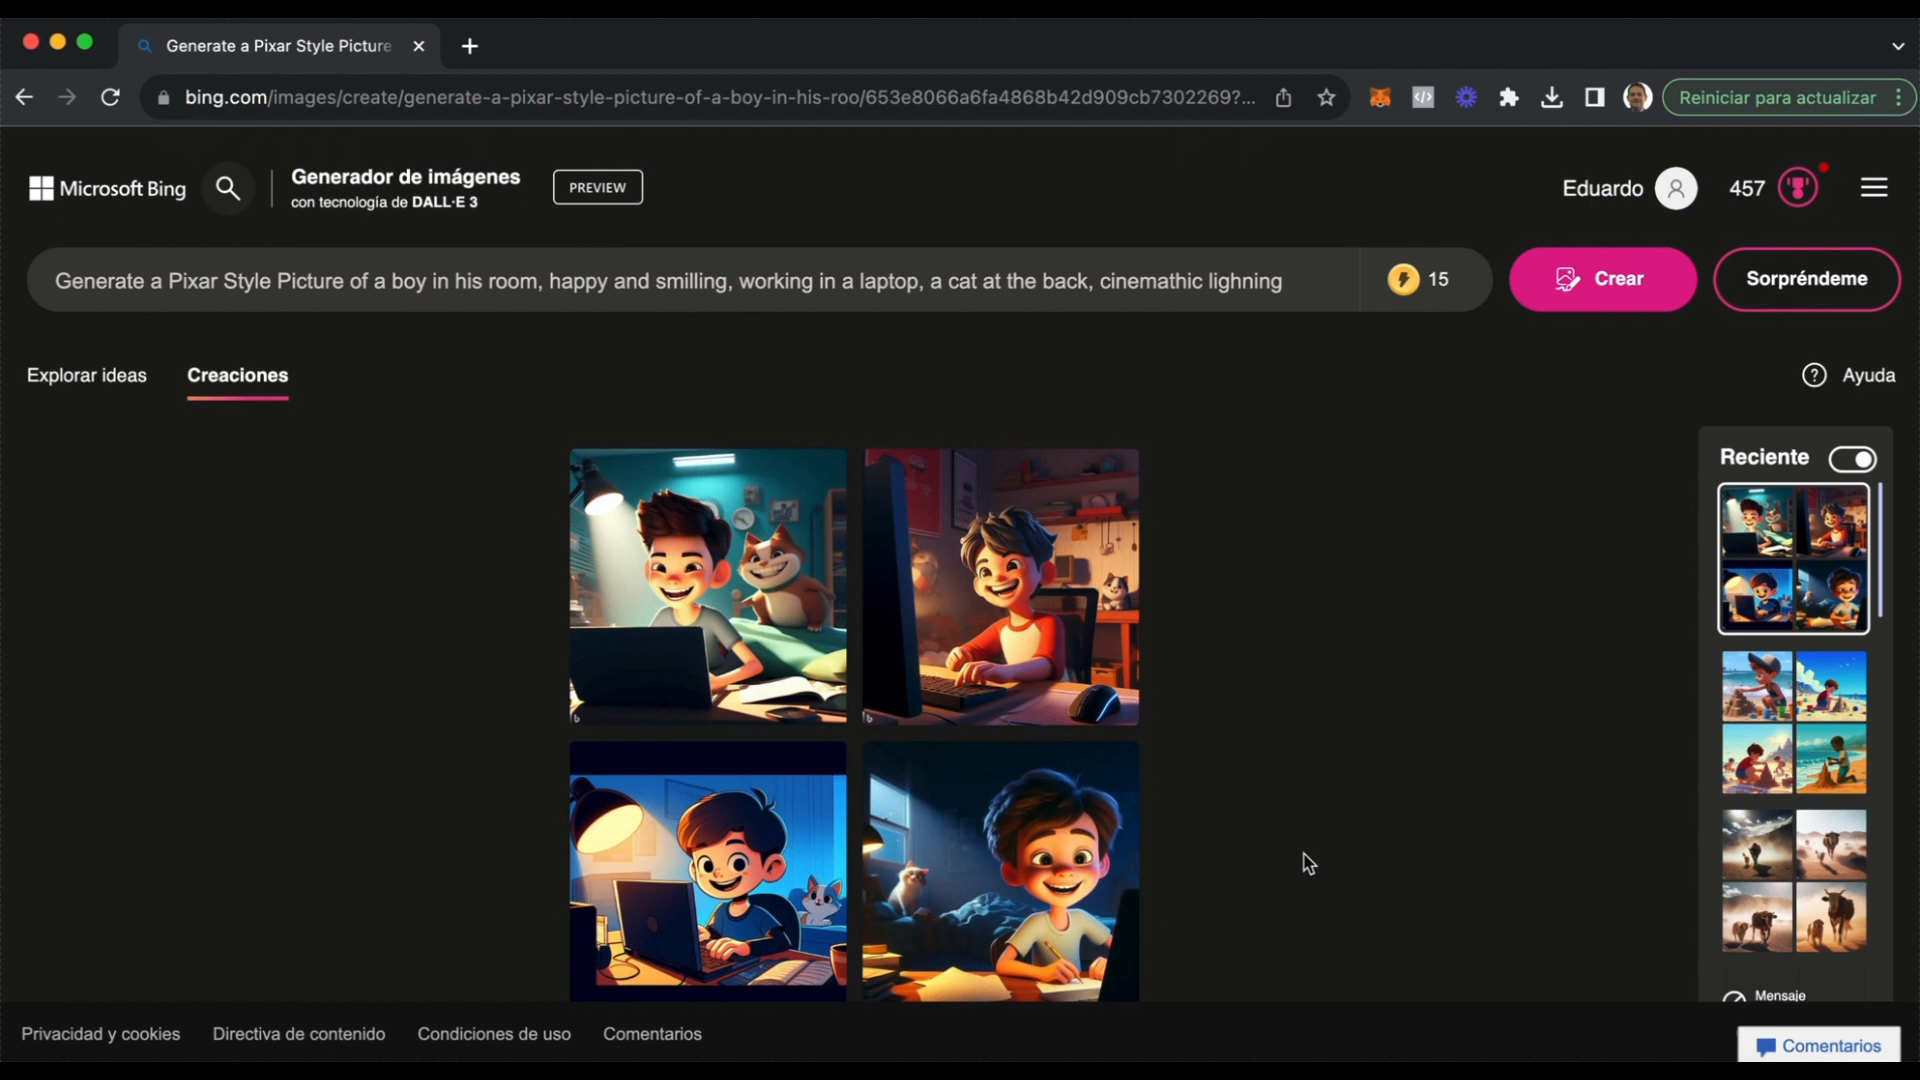 Generate a Pixar Style Picture
bing.com/images/create/generate-a-pixar-style-picture-of-a-boy-in-his-roo/653e8066a6fa4868b42d909cb7302269?...
Reiniciar para actualizar
Microsoft Bing
Generador de imágenes
con tecnología de DALL·E 3
PREVIEW
Eduardo
457
Generate a Pixar Style Picture of a boy in his room, happy and smilling, working in a laptop, a cat at the back, cinemathic lighning
15
Crear
Sorpréndeme
Explorar ideas
Creaciones
Ayuda
Reciente
Mensaje
Privacidad y cookies
Directiva de contenido
Condiciones de uso
Comentarios
Comentarios